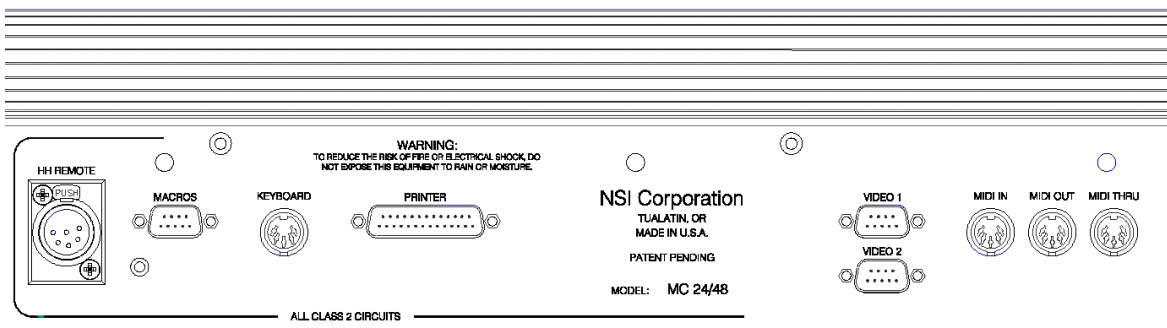 WARNING:
TO REDUCE THE RISK OF FIRE OR ELECTRICAL SHOCK, DO
NOT EXPOSE THIS EQUIPMENT TO RAIN OR MOISTURE.
HH REMOTE
PUSH
MACROS
KEYBOARD
PRINTER
NSI Corporation
TUALATIN, OR
MADE IN U.S.A.
PATENT PENDING
MODEL: MC 24/48
VIDEO 1
VIDEO 2
MIDI IN
MIDI OUT
MIDI THRU
ALL CLASS 2 CIRCUITS